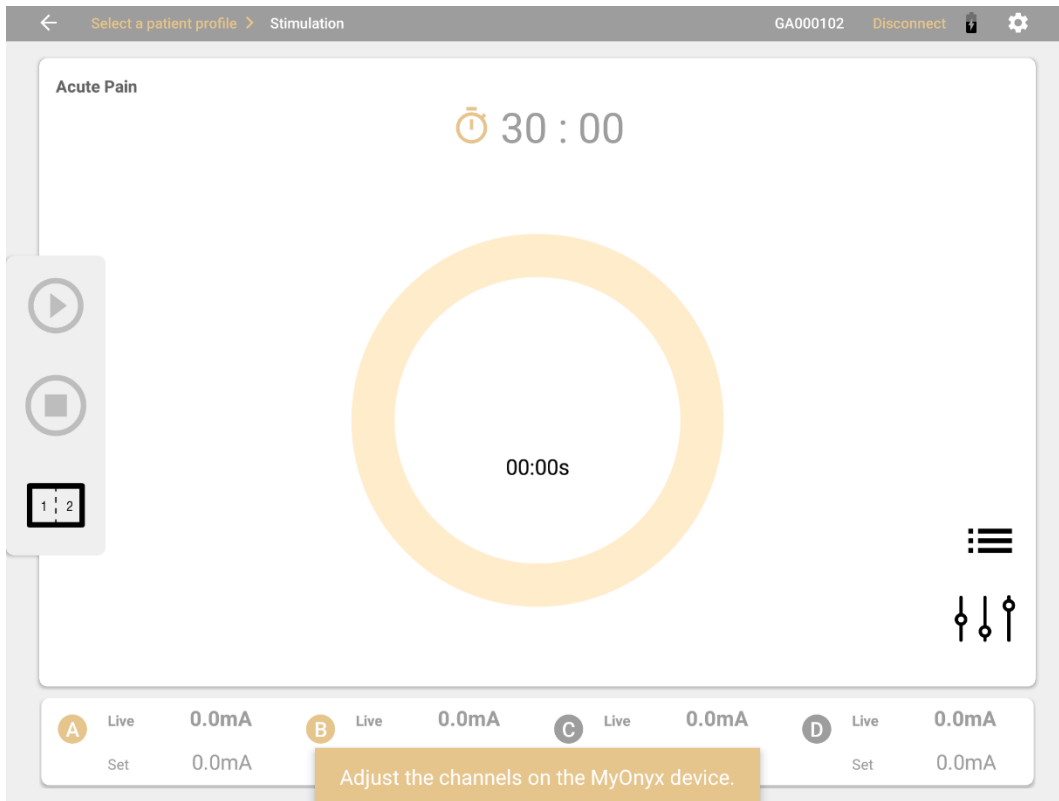 Select a patient profile > Stimulation GA000102 Disconnect
Acute Pain
30 : 00
00:00s
1 2
A Live 0.0mA B Live 0.0mA C Live 0.0mA D Live 0.0mA
Set 0.0mA Set 0.0mA
Adjust the channels on the MyOnyx device.